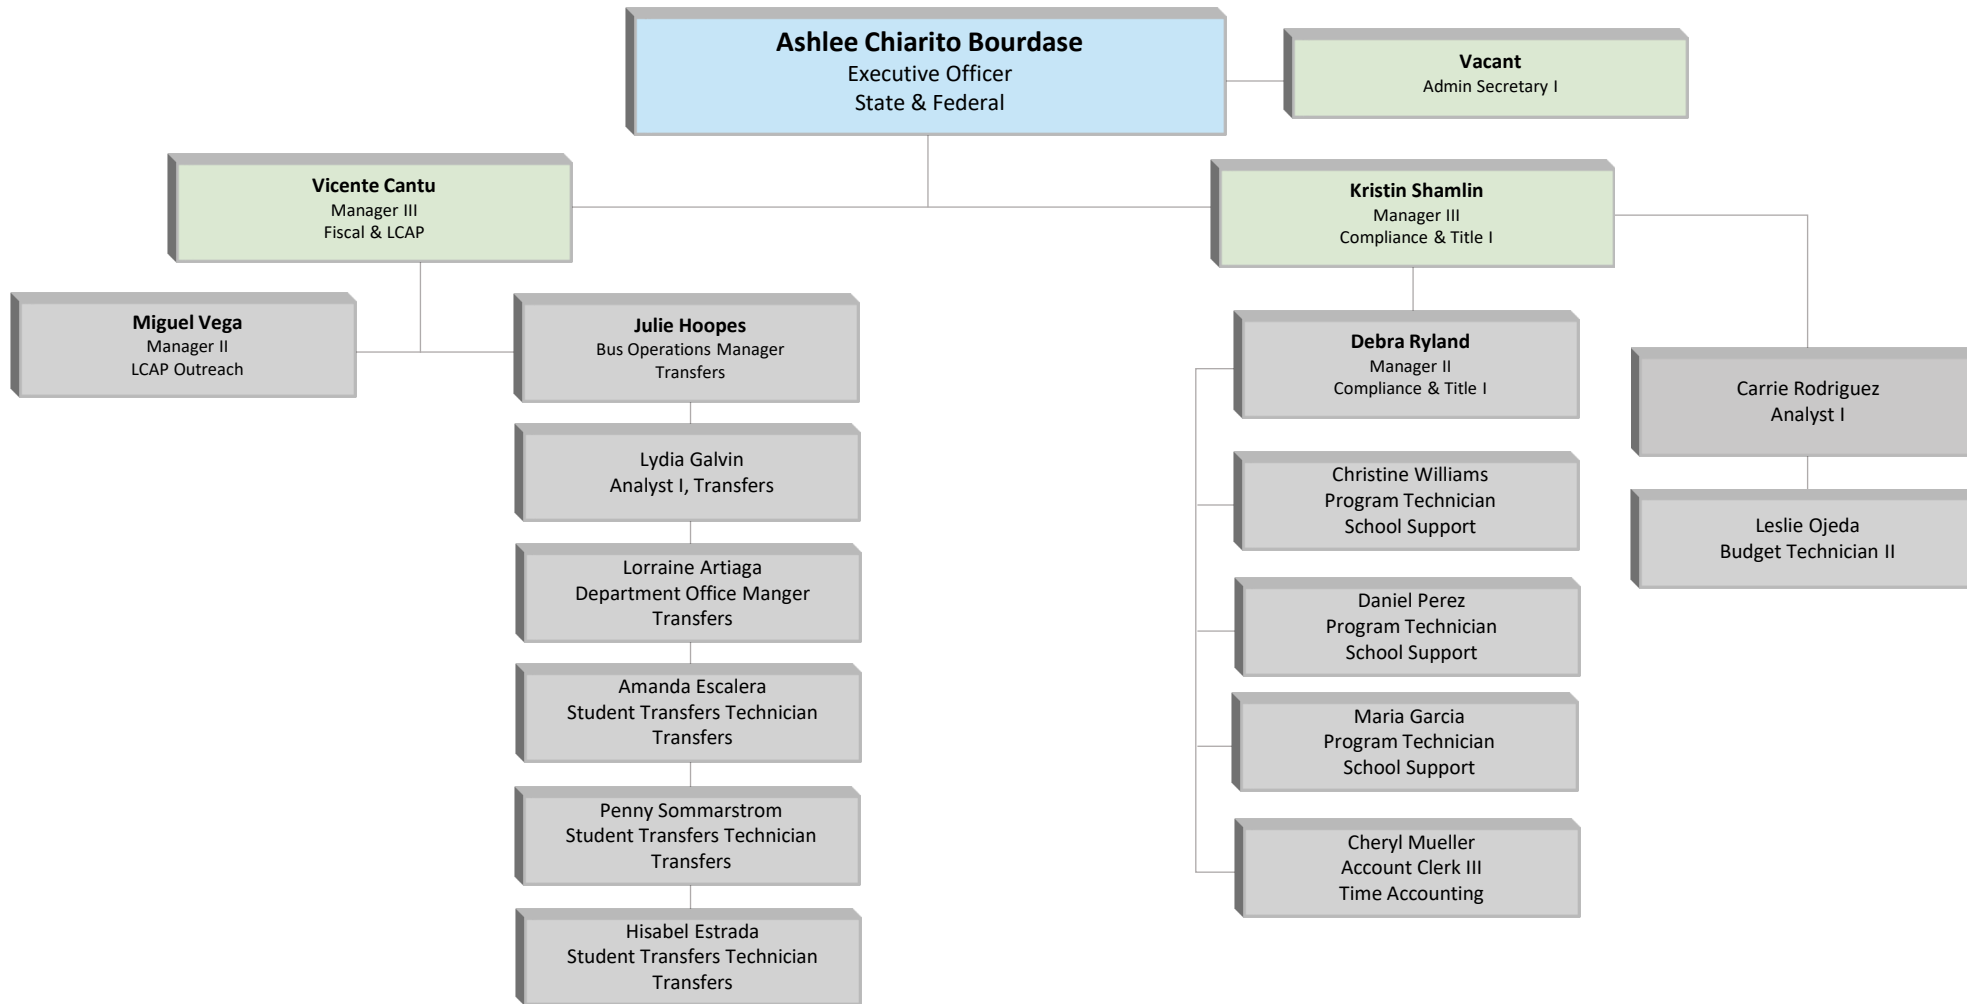 Ashlee Chiarito Bourdase
Executive Officer
State & Federal
Vacant
Admin Secretary I
Vicente Cantu
Manager III
Fiscal & LCAP
Kristin Shamlin
Manager III
Compliance & Title I
Miguel Vega
Manager II
LCAP Outreach
Julie Hoopes
Bus Operations Manager
Transfers
Lydia Galvin
Analyst I, Transfers
Lorraine Artiaga
Department Office Manger
Transfers
Amanda Escalera
Student Transfers Technician
Transfers
Penny Sommarstrom
Student Transfers Technician
Transfers
Hisabel Estrada
Student Transfers Technician
Transfers
Debra Ryland
Manager II
Compliance & Title I
Christine Williams
Program Technician
School Support
Daniel Perez
Program Technician
School Support
Maria Garcia
Program Technician
School Support
Cheryl Mueller
Account Clerk III
Time Accounting
Carrie Rodriguez
Analyst I
Leslie Ojeda
Budget Technician II